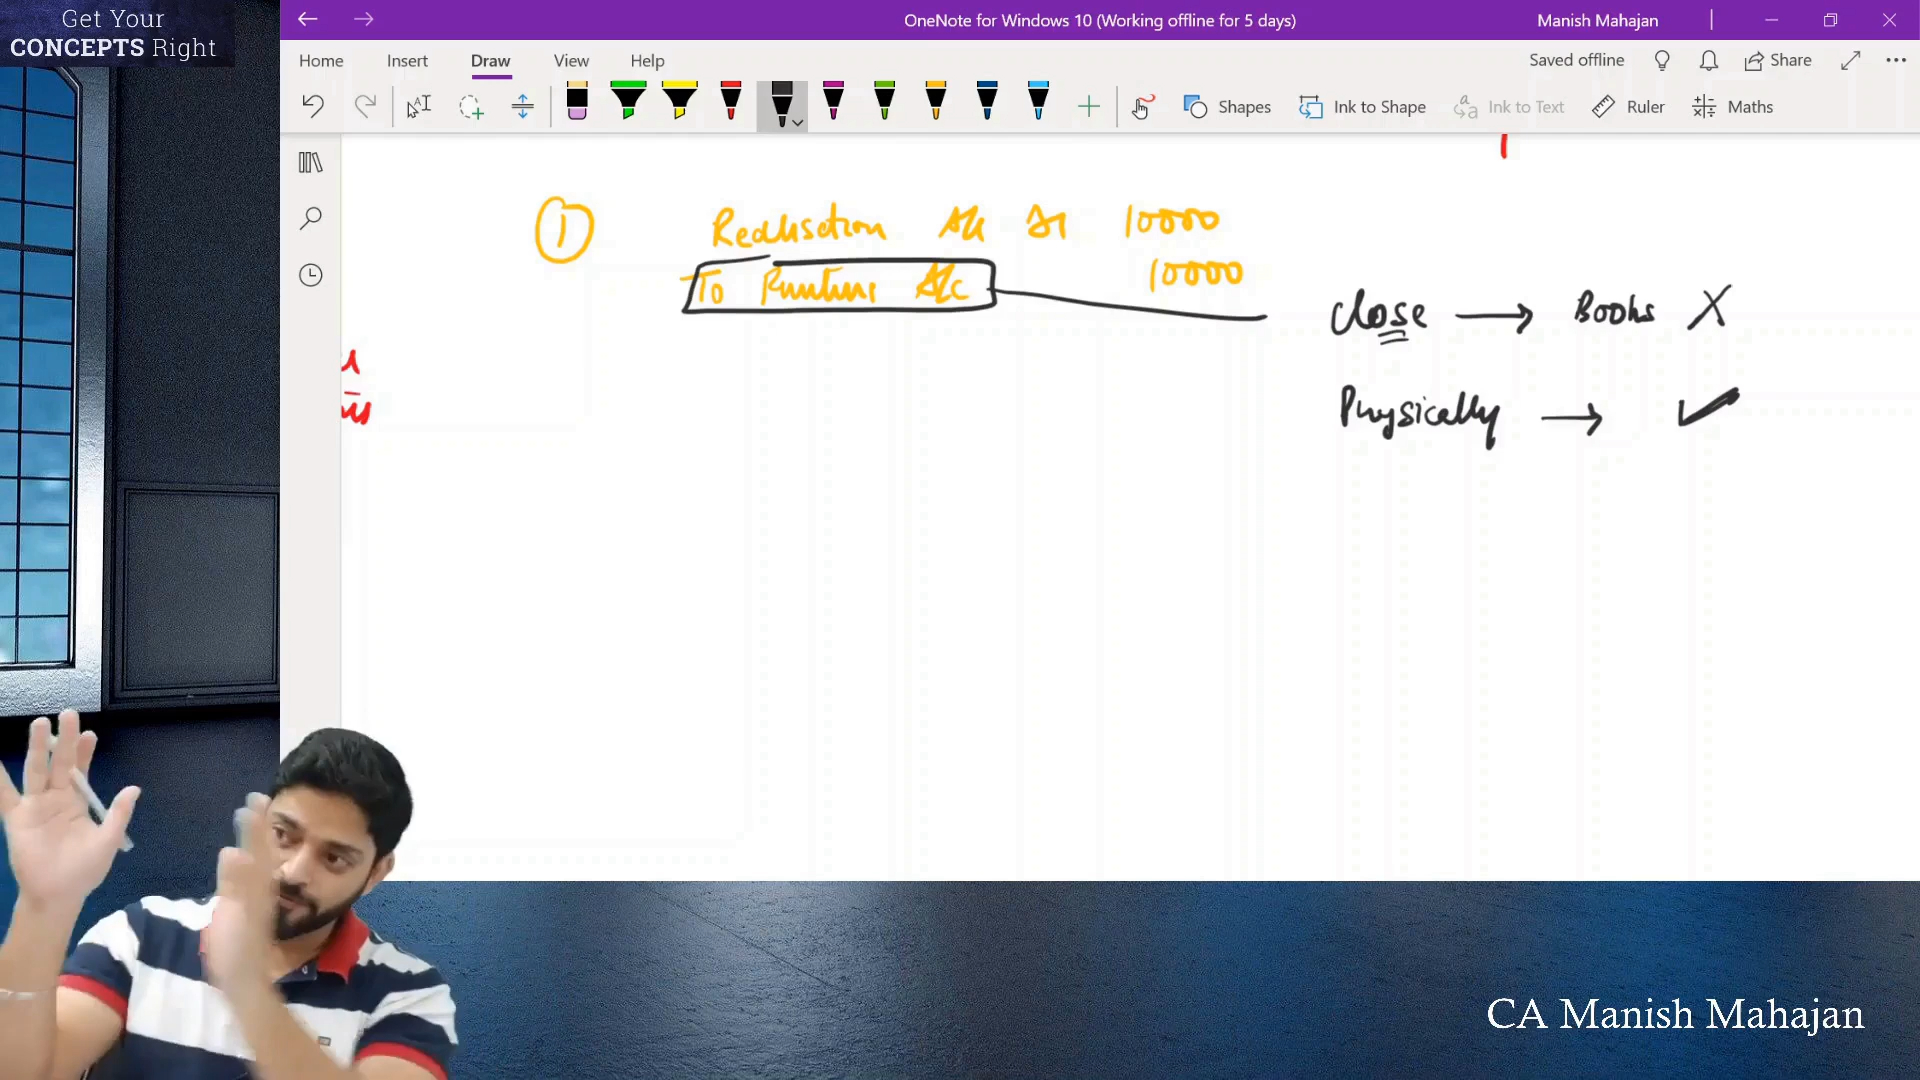 Get Your
CONCEPTS Right
OneNote for Windows 10 (Working offline for 5 days)
Manish Mahajan
Home
Insert
Draw
View
Help
Saved offline
Share
Shapes
Ink to Shape
Ink to Text
Ruler
Maths
① Realisation A/c Dr 10000
To Furniture A/c 10000
Close → Books X
Physically → ✓
CA Manish Mahajan